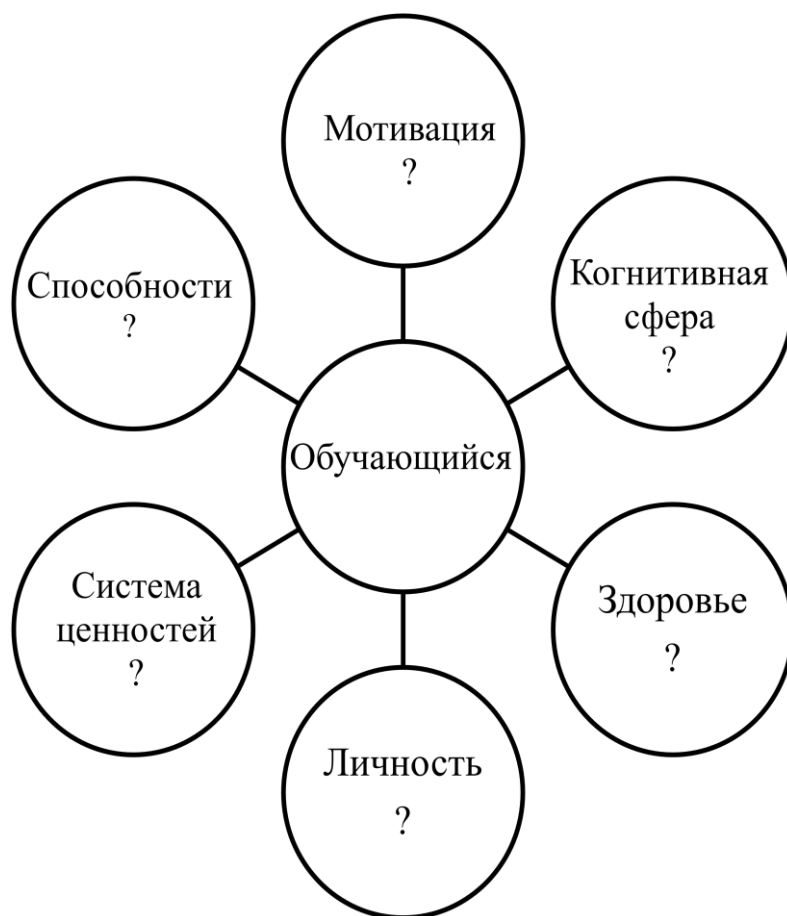 Мотивация
?
Способности
?
Когнитивная
сфера
?
Обучающийся
Система
ценностей
?
Здоровье
?
Личность
?